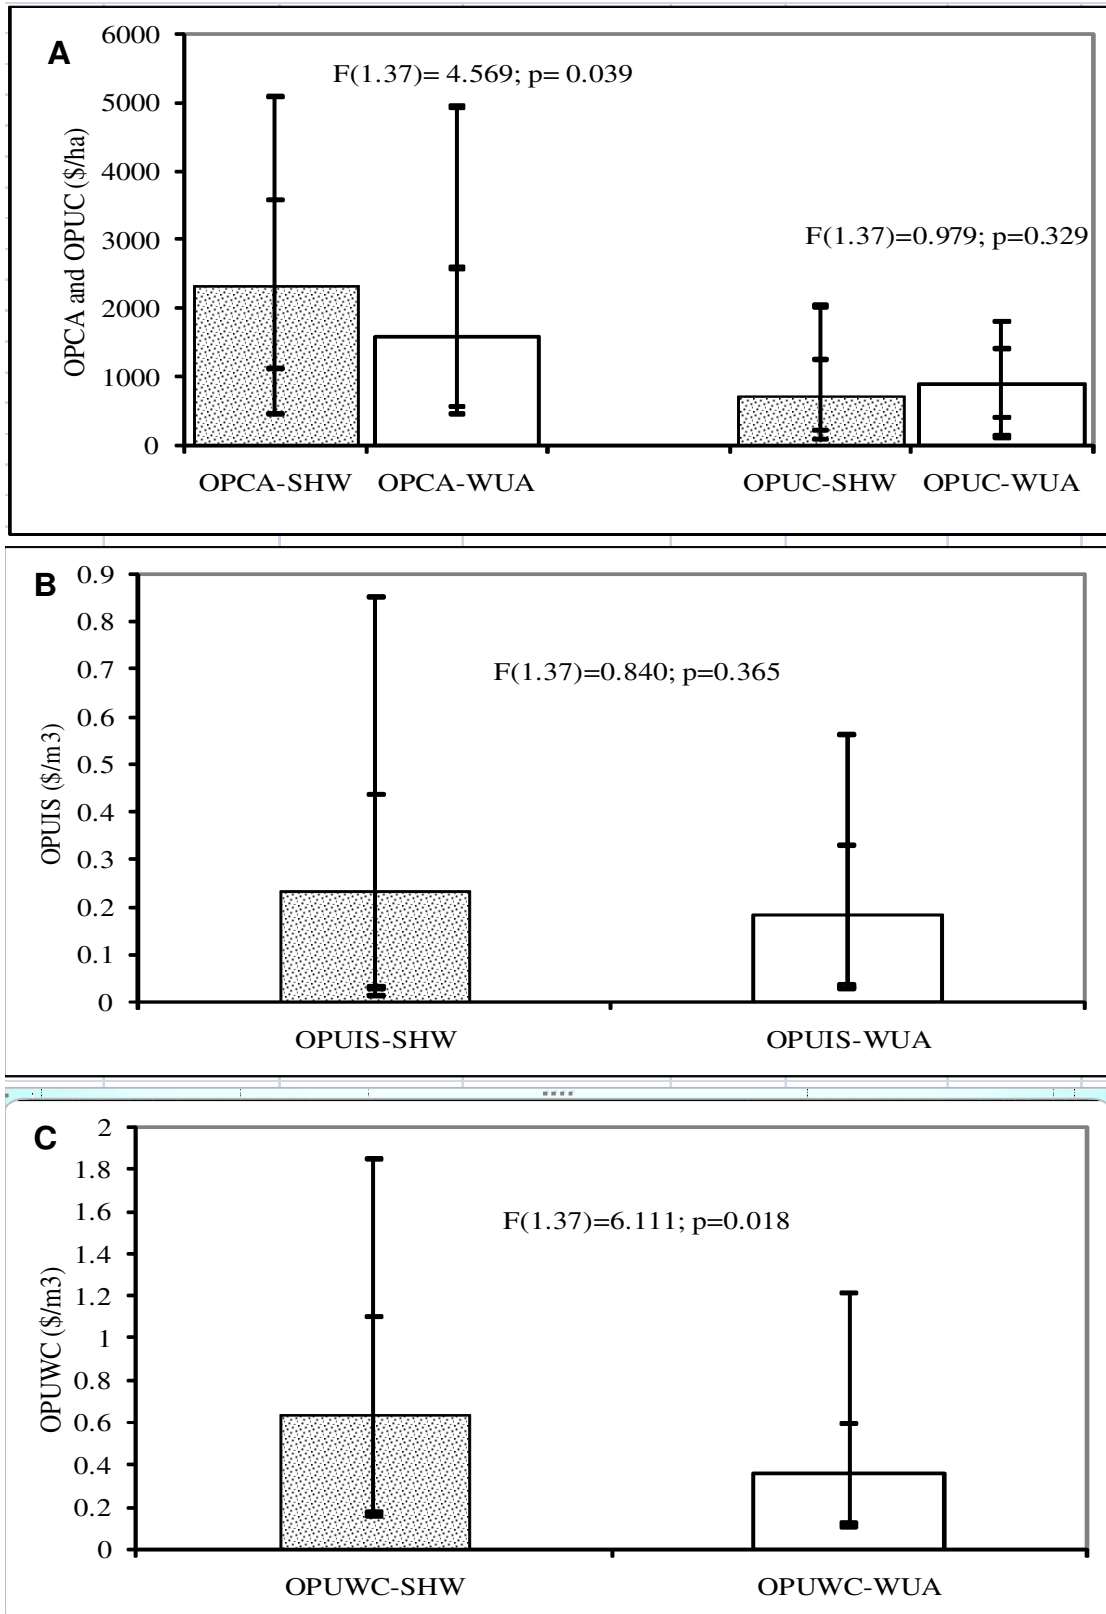 A
6000
F(1.37)= 4.569; p= 0.039
5000
4000
3000
F(1.37)=0.979; p=0.329
2000
1000
0
OPCA and OPUC ($/ha)
OPCA-SHW OPCA-WUA OPUC-SHW OPUC-WUA
B
0.9
0.8
0.7
F(1.37)=0.840; p=0.365
0.6
0.5
0.4
0.3
0.2
0.1
0
OPUIS ($/m3)
OPUIS-SHW OPUIS-WUA
C
2
1.8
1.6
F(1.37)=6.111; p=0.018
1.4
1.2
1
0.8
0.6
0.4
0.2
0
OPUWC ($/m3)
OPUWC-SHW OPUWC-WUA